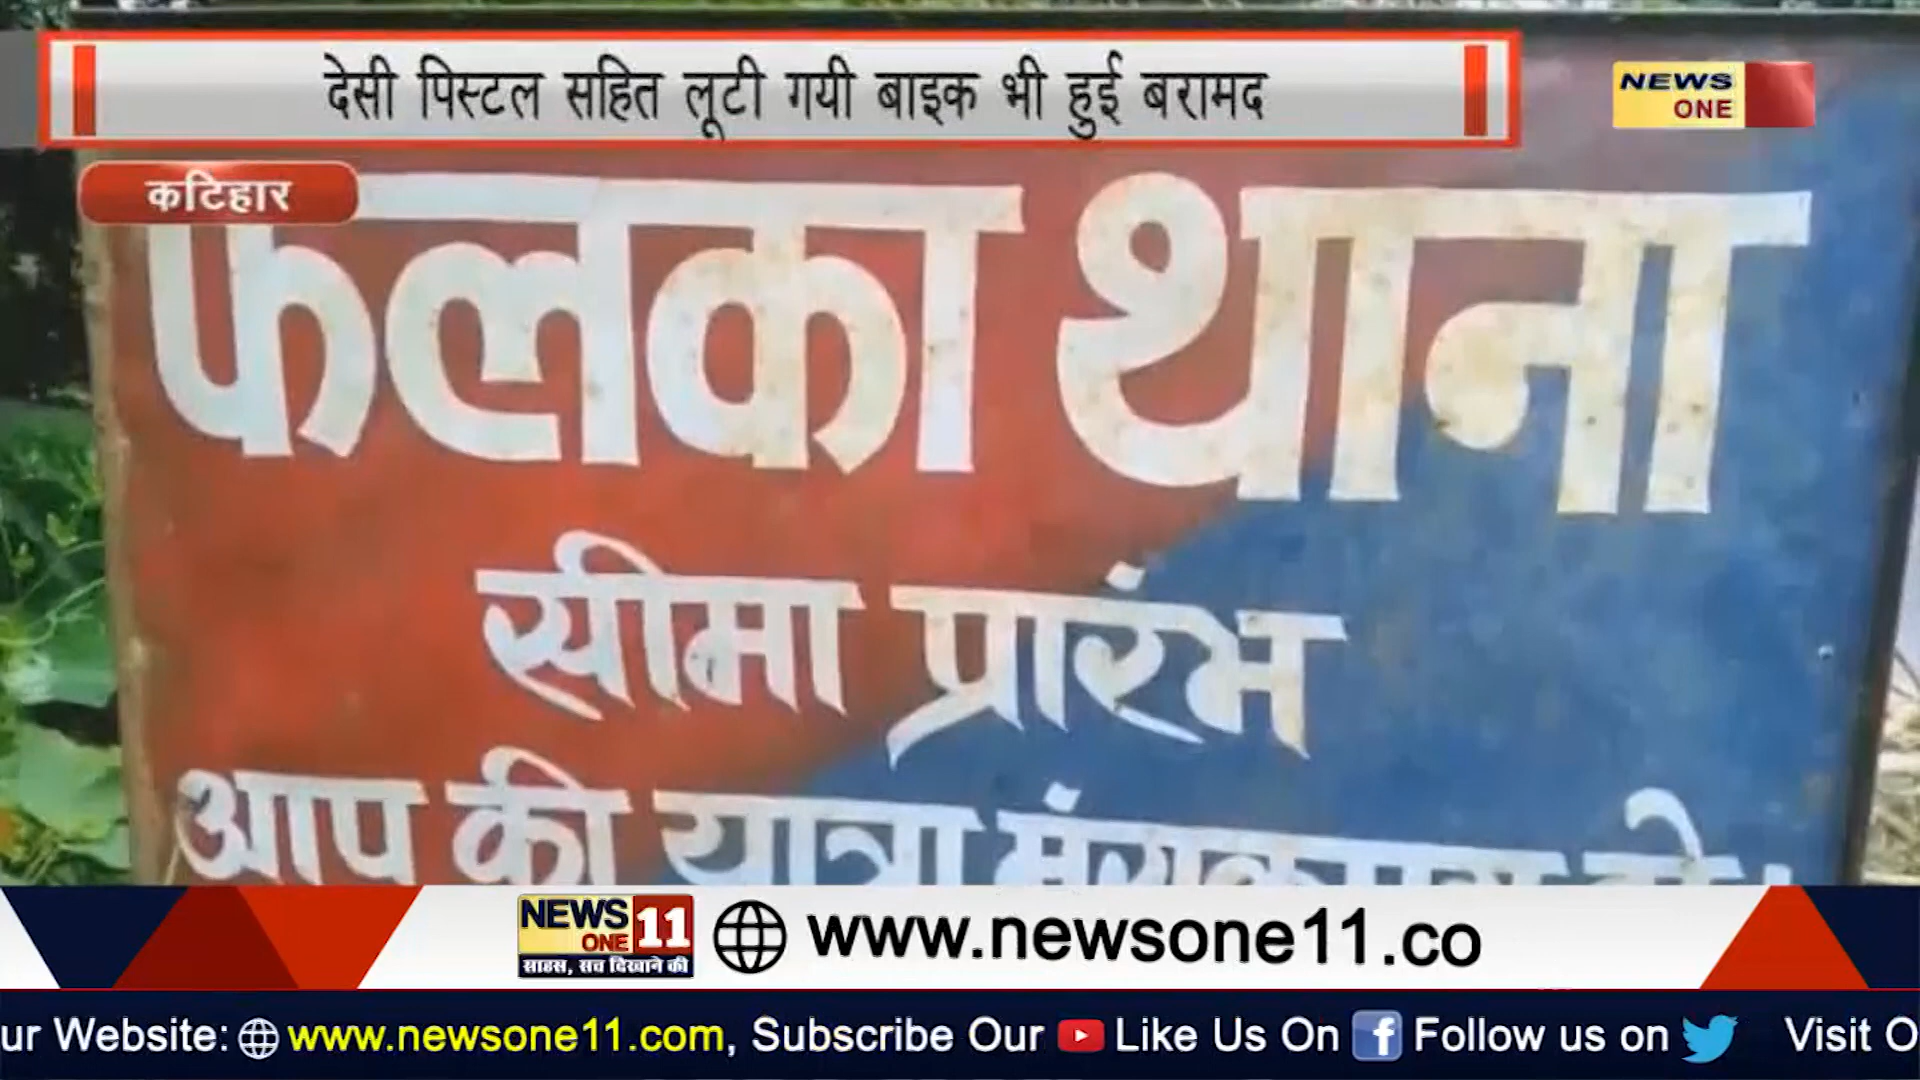 देसी पिस्टल सहित लूटी गयी बाइक भी हुई बरामद
NEWS
ONE
कटिहार
फलका थाना
सीमा प्रारंभ
आप की यात्रा मंगलमय हो।
NEWS
ONE 11
साहस, सच दिखाने की
www.newsone11.co
ur Website: www.newsone11.com, Subscribe Our Like Us On Follow us on Visit O